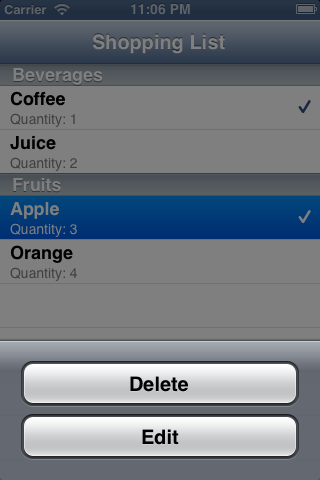 Carrier 11:06 PM
Shopping List
Beverages
Coffee
Quantity: 1
Juice
Quantity: 2
Fruits
Apple
Quantity: 3
Orange
Quantity: 4
Delete
Edit